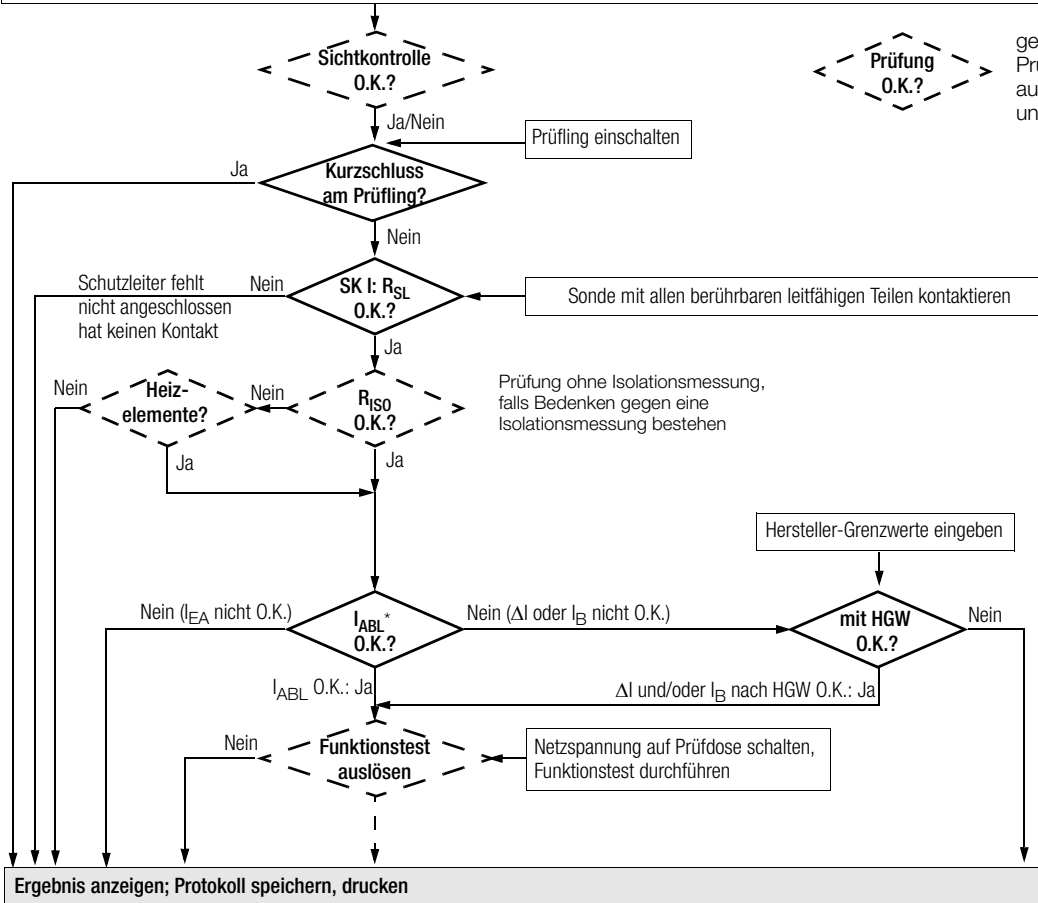 Sichtkontrolle
O.K.?
Prüfung
O.K.?
ge
Prü
au
un
Ja/Nein
Prüfling einschalten
Ja
Kurzschluss
am Prüfling?
Nein
Schutzleiter fehlt
nicht angeschlossen
hat keinen Kontakt
Nein
SK I: RSL
O.K.?
Sonde mit allen berührbaren leitfähigen Teilen kontaktieren
Ja
Nein
Heiz-
elemente?
Nein
RISO
O.K.?
Prüfung ohne Isolationsmessung,
falls Bedenken gegen eine
Isolationsmessung bestehen
Ja
Ja
Hersteller-Grenzwerte eingeben
Nein (IEA nicht O.K.)
IABL*
O.K.?
Nein (ΔI oder IB nicht O.K.)
mit HGW
O.K.?
Nein
IABL O.K.: Ja
ΔI und/oder IB nach HGW O.K.: Ja
Nein
Funktionstest
auslösen
Netzspannung auf Prüfdose schalten,
Funktionstest durchführen
Ergebnis anzeigen; Protokoll speichern, drucken